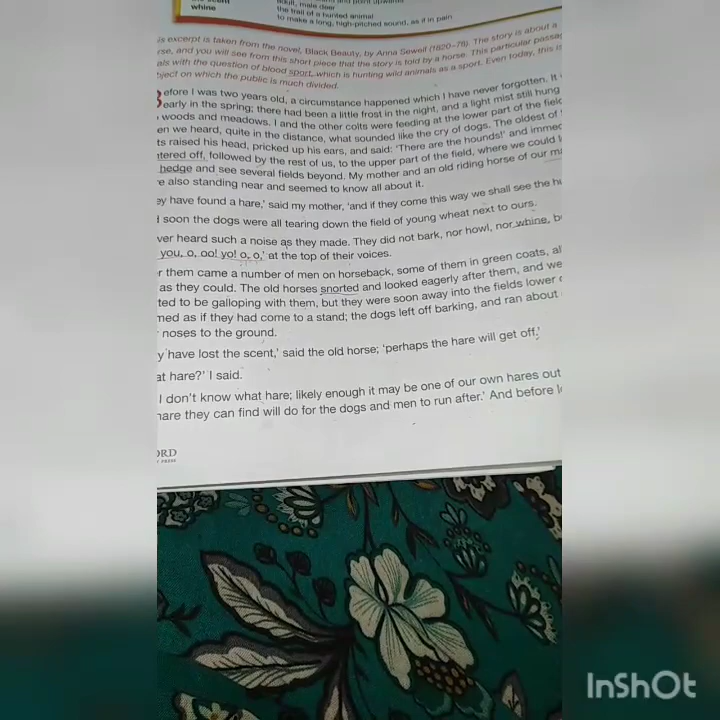 whine
adult, male deer
the trail of a hunted animal
to make a long, high-pitched sound, as if in pain
is excerpt is taken from the novel, Black Beauty, by Anna Sewell (1820–78). The story is about a
rse, and you will see from this short piece that the story is told by a horse. This particular passag
als with the question of blood sport, which is hunting wild animals as a sport. Even today, this is
bject on which the public is much divided.
efore I was two years old, a circumstance happened which I have never forgotten. It
early in the spring; there had been a little frost in the night, and a light mist still hung
woods and meadows. I and the other colts were feeding at the lower part of the field
en we heard, quite in the distance, what sounded like the cry of dogs. The oldest of
ts raised his head, pricked up his ears, and said: 'There are the hounds!' and immed
ntered off, followed by the rest of us, to the upper part of the field, where we could l
hedge and see several fields beyond. My mother and an old riding horse of our ma
e also standing near and seemed to know all about it.
ey have found a hare,' said my mother, 'and if they come this way we shall see the hu
d soon the dogs were all tearing down the field of young wheat next to ours.
ver heard such a noise as they made. They did not bark, nor howl, nor whine, b
you, o, oo! yo! o, o,' at the top of their voices.
r them came a number of men on horseback, some of them in green coats, al
as they could. The old horses snorted and looked eagerly after them, and we
ted to be galloping with them, but they were soon away into the fields lower
med as if they had come to a stand; the dogs left off barking, and ran about
noses to the ground.
y have lost the scent,' said the old horse; 'perhaps the hare will get off.'
at hare?' I said.
I don't know what hare; likely enough it may be one of our own hares out
hare they can find will do for the dogs and men to run after.' And before l
ORD
PRESS
InShOt